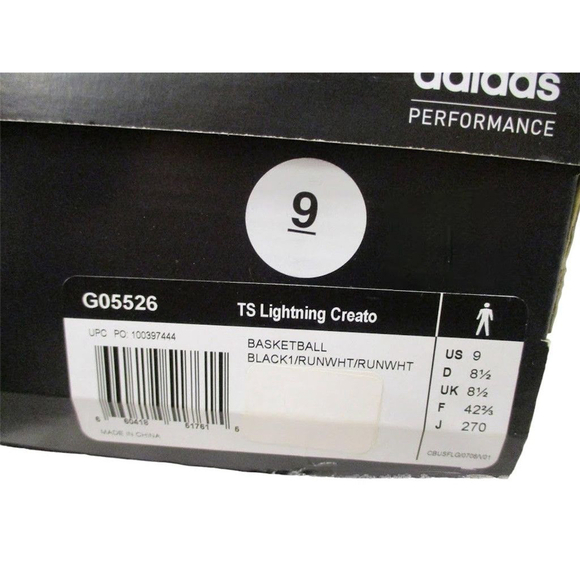 adidas
PERFORMANCE
9
G05526
TS Lightning Creato
UPC PO: 100397444
BASKETBALL
BLACK1/RUNWHT/RUNWHT
US 9
D 8½
UK 8½
F 42⅔
J 270
MADE IN CHINA